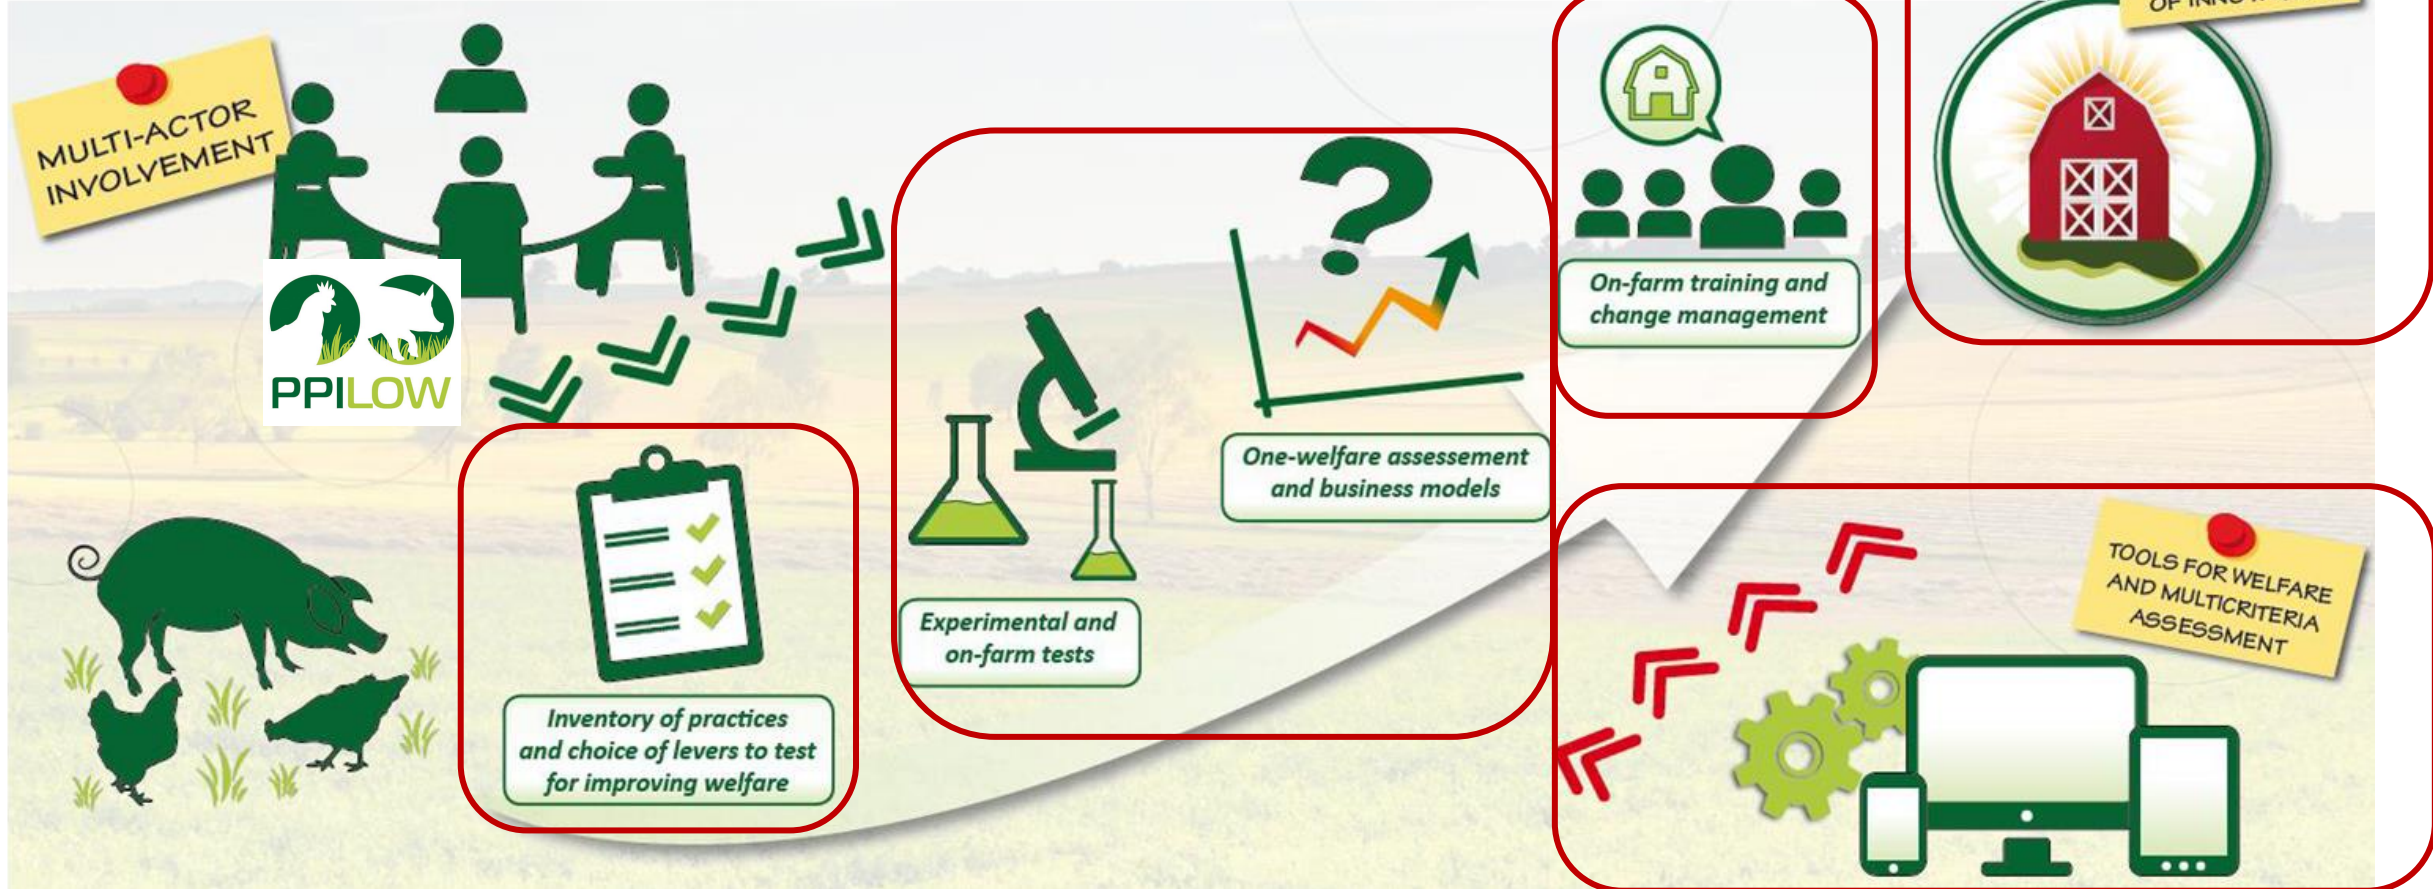 MULTI-ACTOR
INVOLVEMENT
PPILOW
Inventory of practices
and choice of levers to test
for improving welfare
Experimental and
on-farm tests
One-welfare assessement
and business models
On-farm training and
change management
OF
TOOLS FOR WELFARE
AND MULTICRITERIA
ASSESSMENT